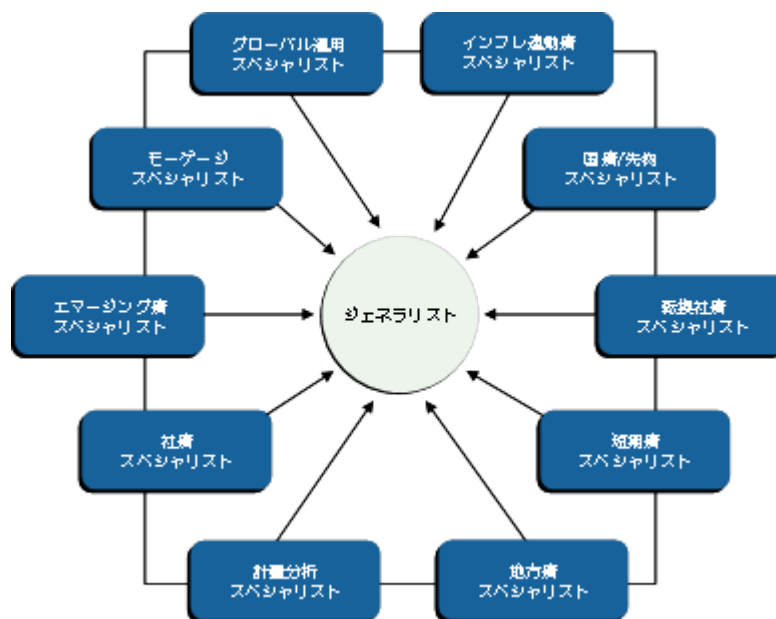 グローバル運用
スペシャリスト
インフレ連動債
スペシャリスト
モーゲージ
スペシャリスト
国債/先物
スペシャリスト
エマージング債
スペシャリスト
ジェネラリスト
転換社債
スペシャリスト
社債
スペシャリスト
短期債
スペシャリスト
計量分析
スペシャリスト
地方債
スペシャリスト